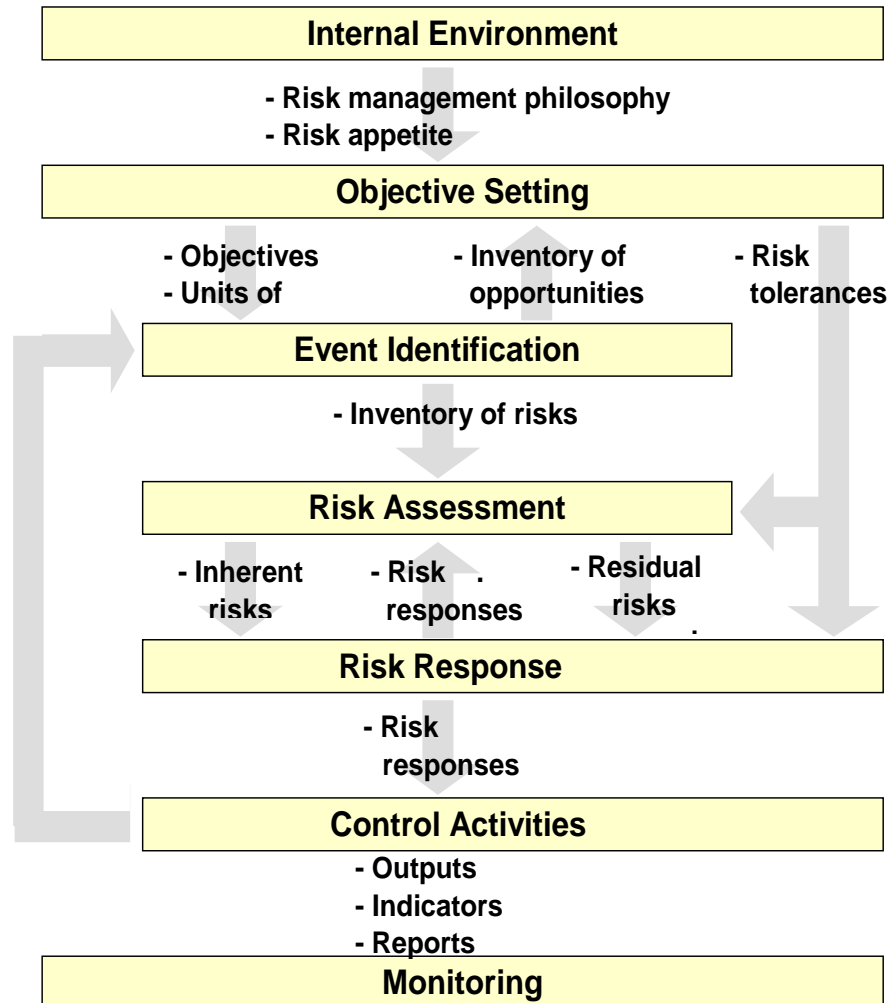 Internal Environment
- Risk management philosophy
- Risk appetite
Objective Setting
- Objectives
- Units of
- Inventory of
opportunities
- Risk
tolerances
Event Identification
- Inventory of risks
Risk Assessment
- Inherent
risks
- Risk .
responses
- Residual
risks
.
Risk Response
- Risk
responses
Control Activities
- Outputs
- Indicators
- Reports
Monitoring